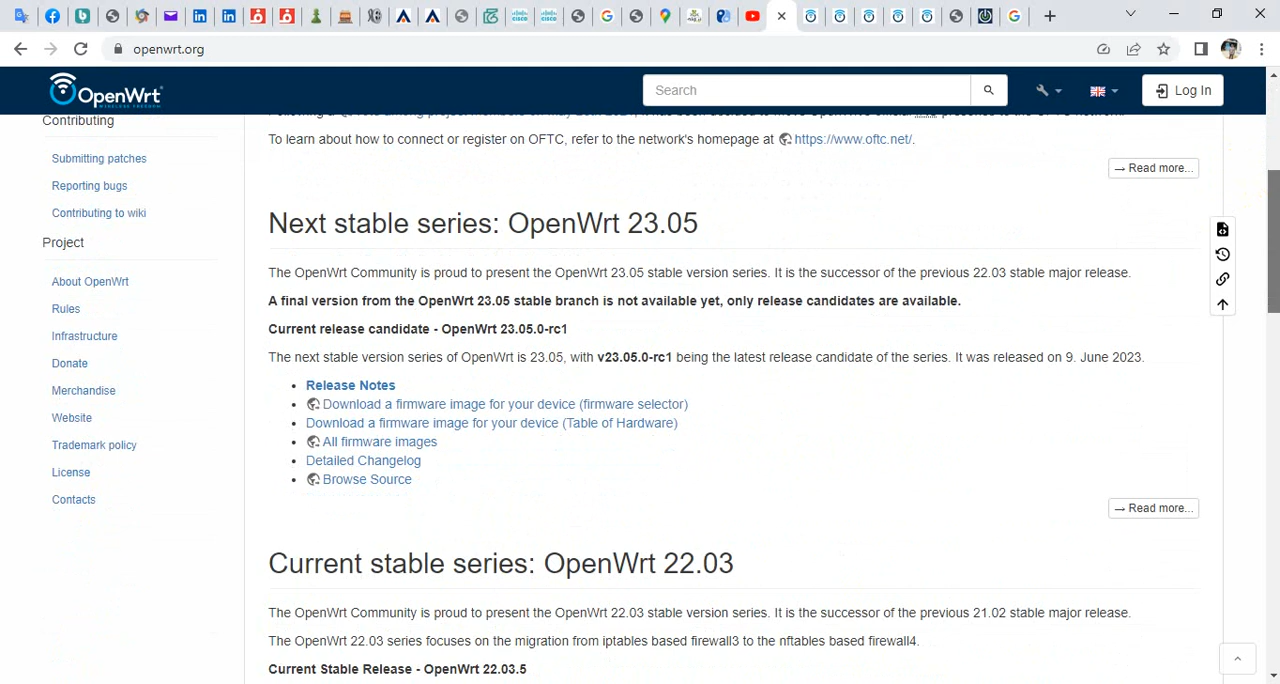 openwrt.org
OpenWrt
WIRELESS FREEDOM
Search
Log In
Contributing
Submitting patches
Reporting bugs
Contributing to wiki
Project
About OpenWrt
Rules
Infrastructure
Donate
Merchandise
Website
Trademark policy
License
Contacts
To learn about how to connect or register on OFTC, refer to the network's homepage at https://www.oftc.net/.
→ Read more...
Next stable series: OpenWrt 23.05
The OpenWrt Community is proud to present the OpenWrt 23.05 stable version series. It is the successor of the previous 22.03 stable major release.
A final version from the OpenWrt 23.05 stable branch is not available yet, only release candidates are available.
Current release candidate - OpenWrt 23.05.0-rc1
The next stable version series of OpenWrt is 23.05, with v23.05.0-rc1 being the latest release candidate of the series. It was released on 9. June 2023.
• Release Notes
• Download a firmware image for your device (firmware selector)
• Download a firmware image for your device (Table of Hardware)
• All firmware images
• Detailed Changelog
• Browse Source
→ Read more...
Current stable series: OpenWrt 22.03
The OpenWrt Community is proud to present the OpenWrt 22.03 stable version series. It is the successor of the previous 21.02 stable major release.
The OpenWrt 22.03 series focuses on the migration from iptables based firewall3 to the nftables based firewall4.
Current Stable Release - OpenWrt 22.03.5